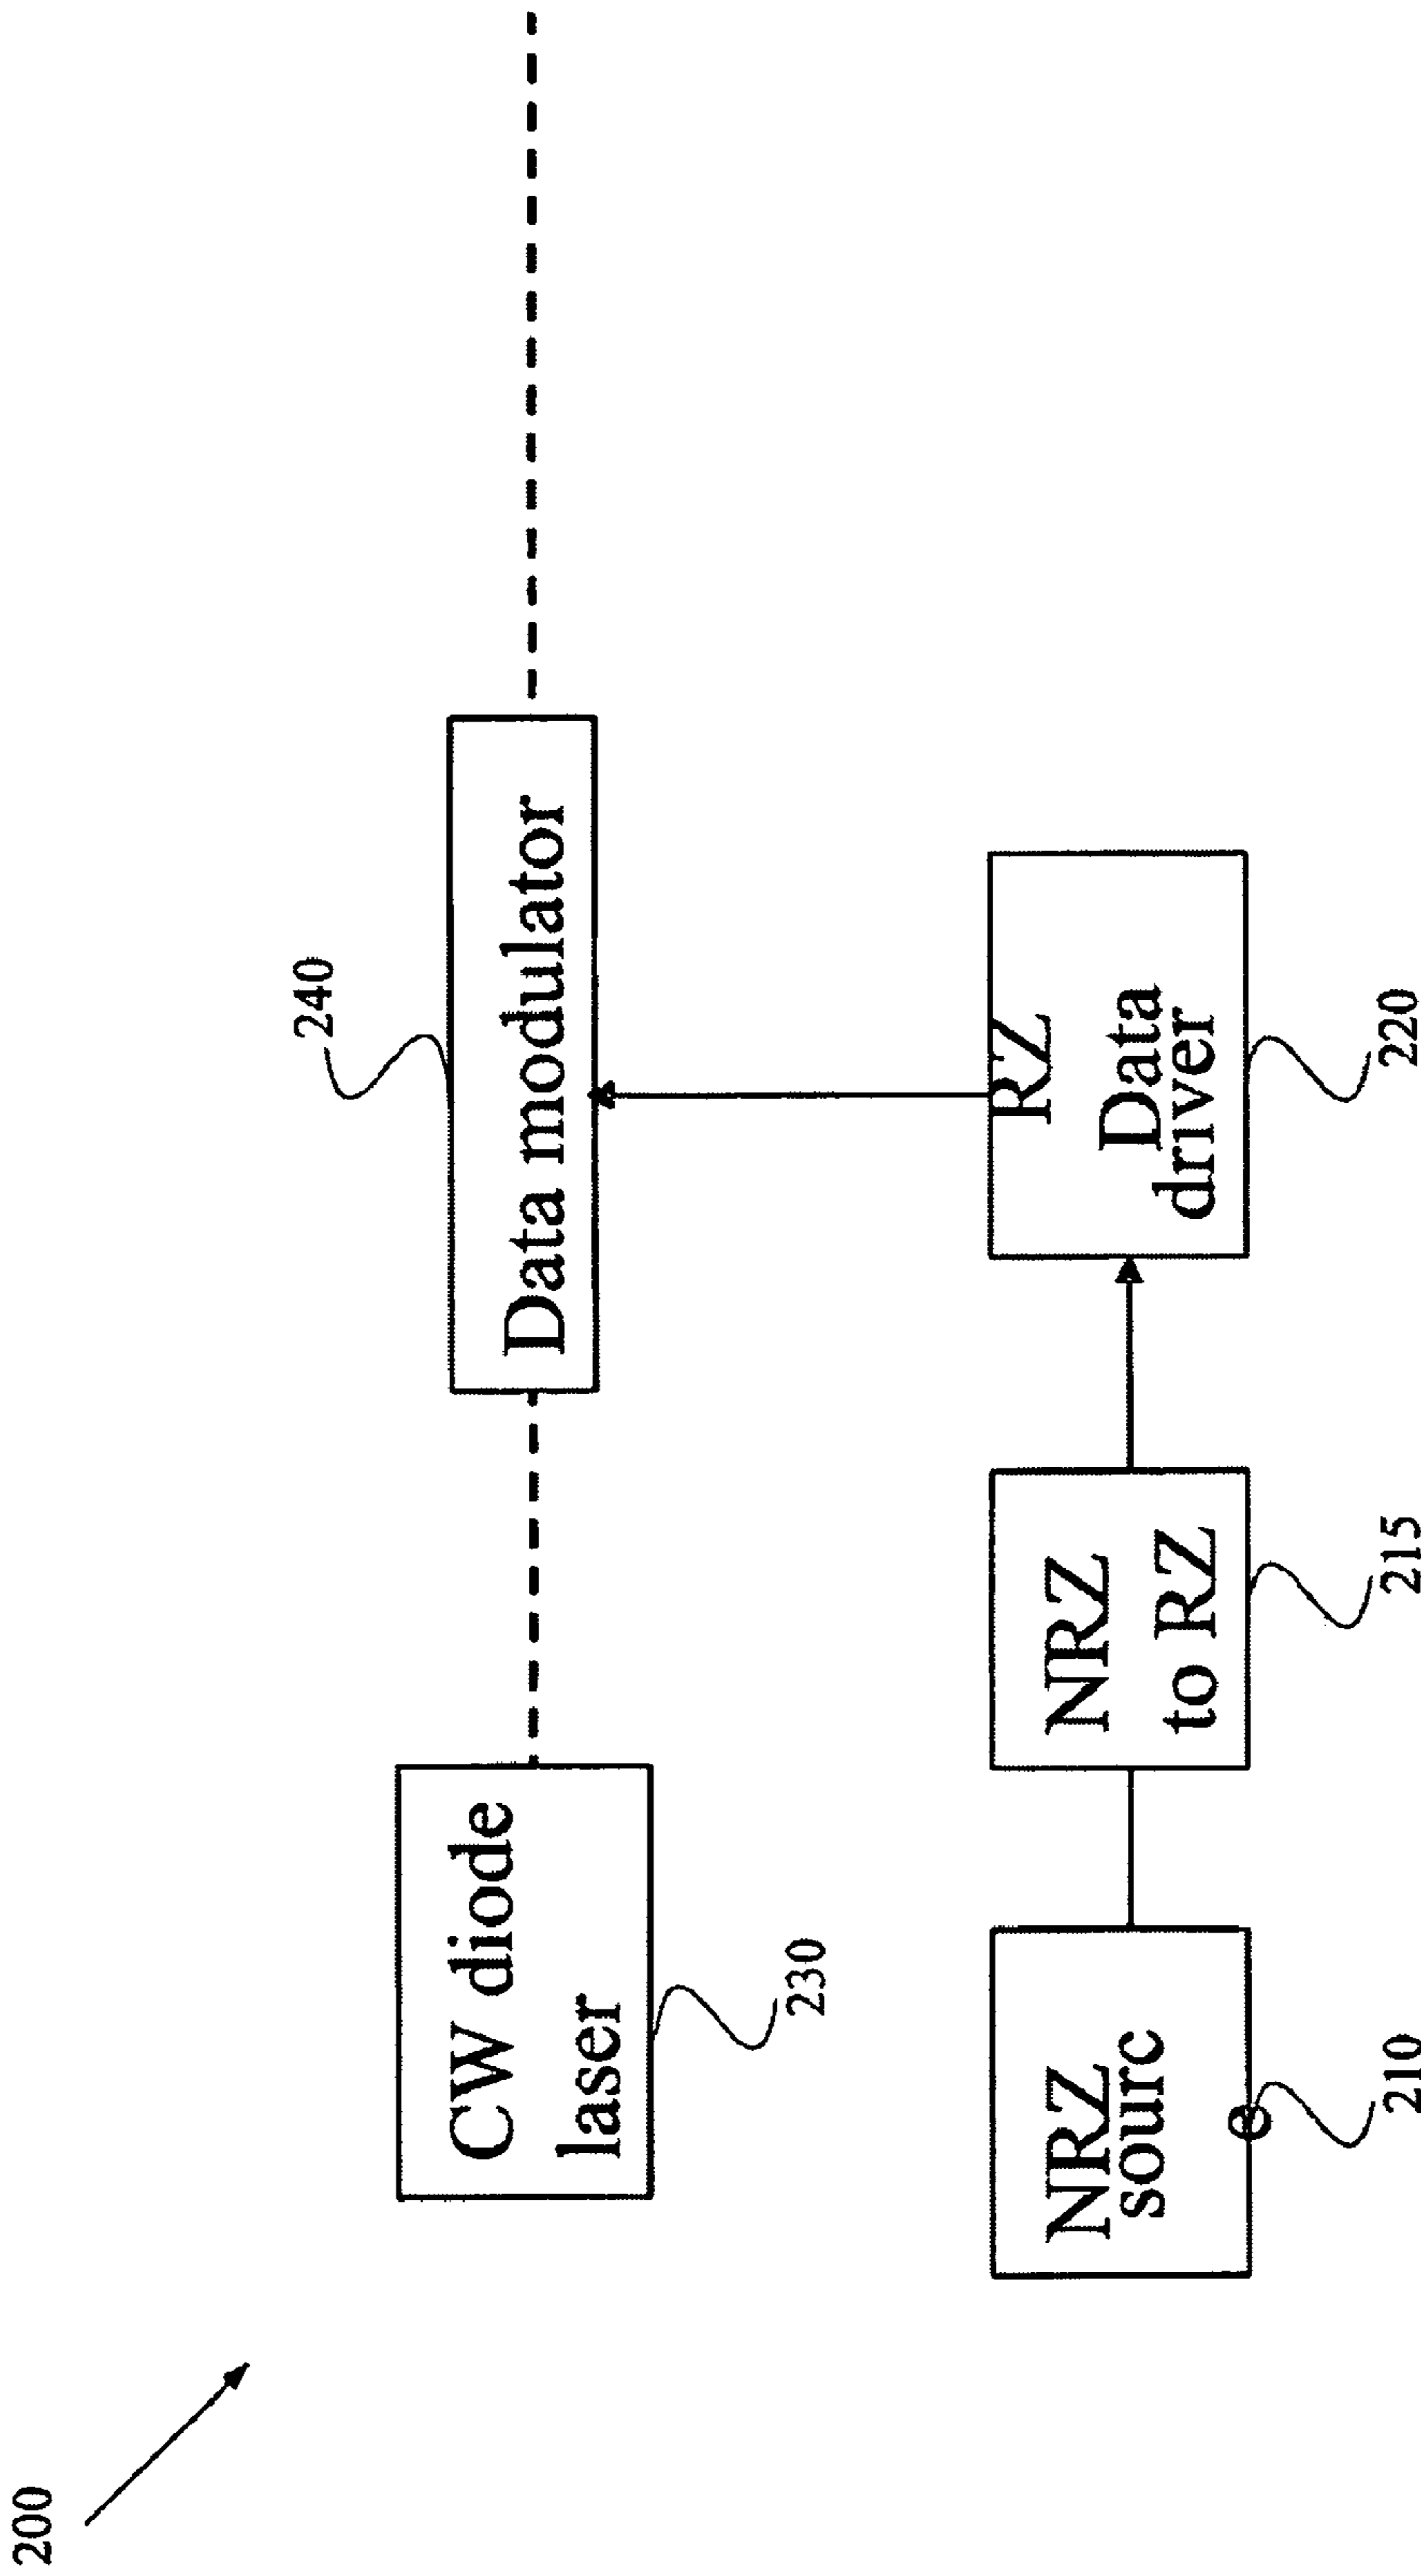 200
240
CW diode
laser
Data modulator
230
NRZ
sourc
e
NRZ
to RZ
RZ
Data
driver
210
215
220